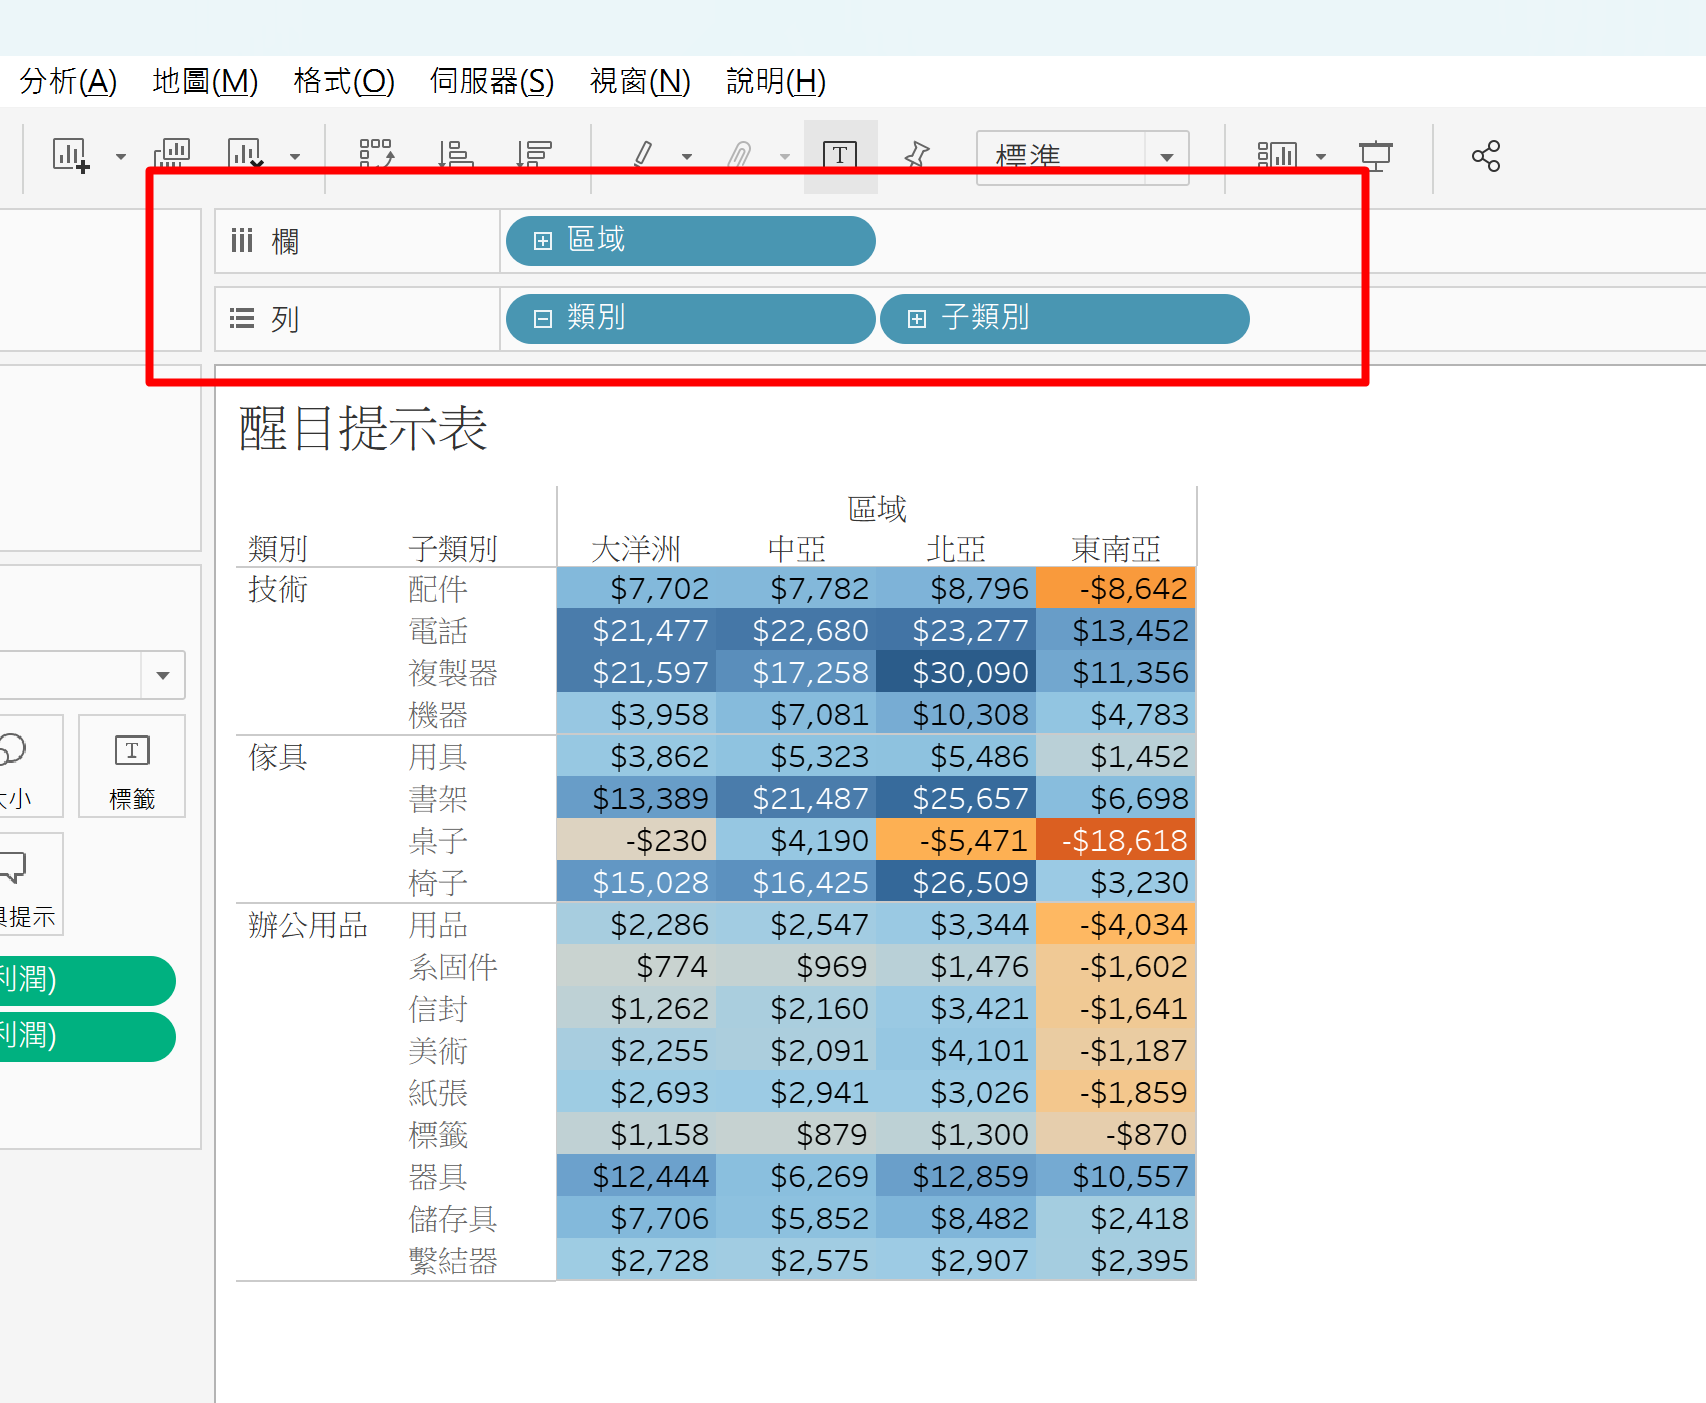 分析(A) 地圖(M) 格式(O) 伺服器(S) 視窗(N) 說明(H)
標準
欄 區域
列 類別 子類別
醒目提示表
區域
類別 子類別 大洋洲 中亞 北亞 東南亞
技術 配件 $7,702 $7,782 $8,796 -$8,642
電話 $21,477 $22,680 $23,277 $13,452
複製器 $21,597 $17,258 $30,090 $11,356
機器 $3,958 $7,081 $10,308 $4,783
傢具 用具 $3,862 $5,323 $5,486 $1,452
書架 $13,389 $21,487 $25,657 $6,698
桌子 -$230 $4,190 -$5,471 -$18,618
椅子 $15,028 $16,425 $26,509 $3,230
辦公用品 用品 $2,286 $2,547 $3,344 -$4,034
系固件 $774 $969 $1,476 -$1,602
信封 $1,262 $2,160 $3,421 -$1,641
美術 $2,255 $2,091 $4,101 -$1,187
紙張 $2,693 $2,941 $3,026 -$1,859
標籤 $1,158 $879 $1,300 -$870
器具 $12,444 $6,269 $12,859 $10,557
儲存具 $7,706 $5,852 $8,482 $2,418
繫結器 $2,728 $2,575 $2,907 $2,395
小 標籤
提示
利潤)
利潤)